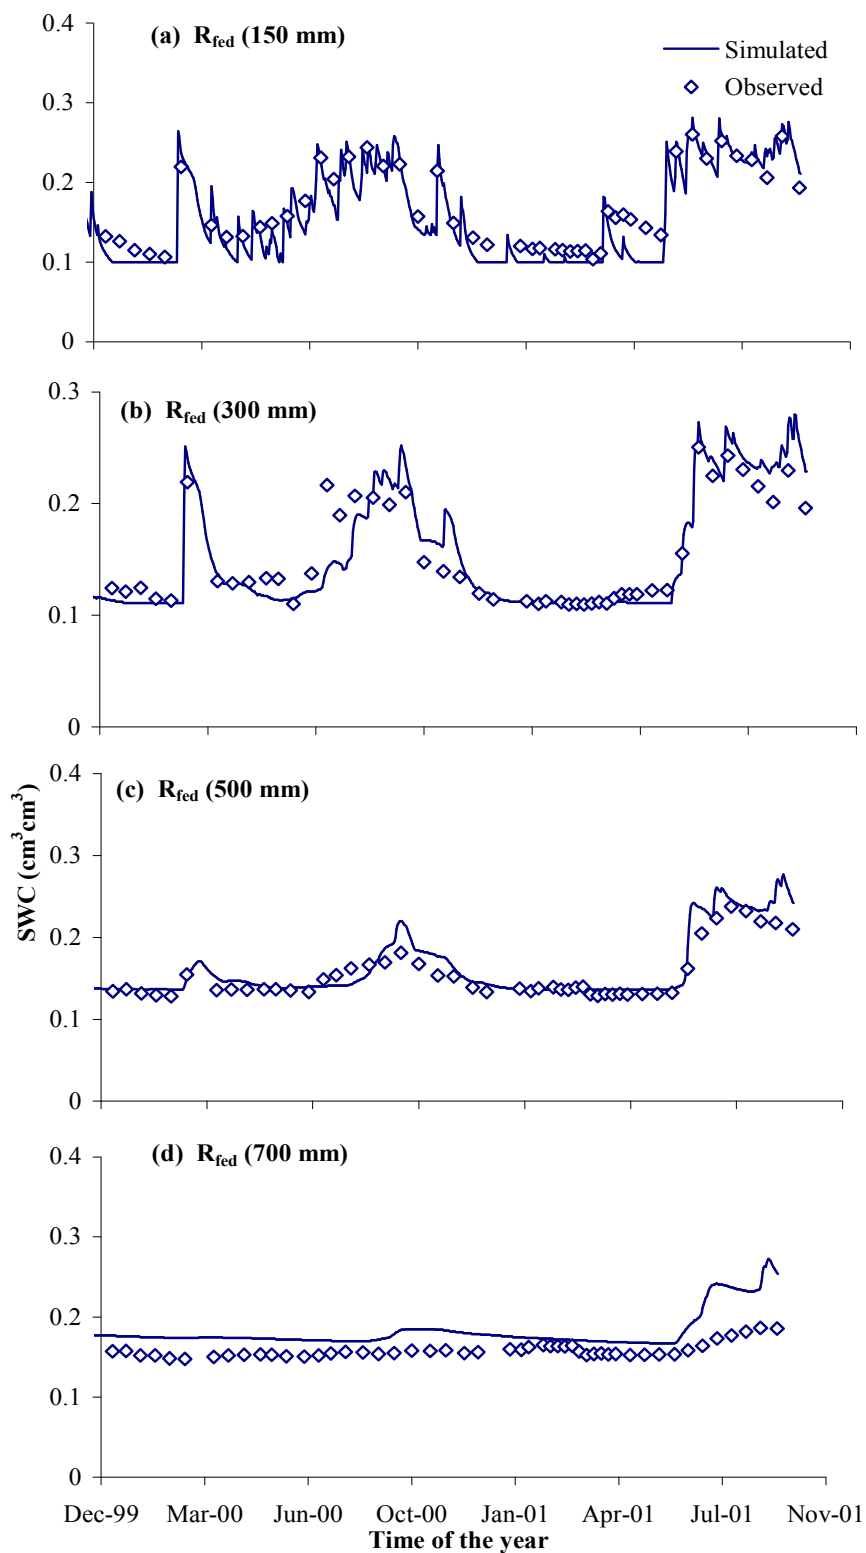 0.4
(a) Rfed (150 mm)
Simulated
Observed
0.3
0.2
0.1
0
0.3
(b) Rfed (300 mm)
0.2
0.1
0
SWC (cm3cm3)
0.4
(c) Rfed (500 mm)
0.3
0.2
0.1
0
0.4
(d) Rfed (700 mm)
0.3
0.2
0.1
0
Dec-99 Mar-00 Jun-00 Oct-00 Jan-01 Apr-01 Jul-01 Nov-01
Time of the year